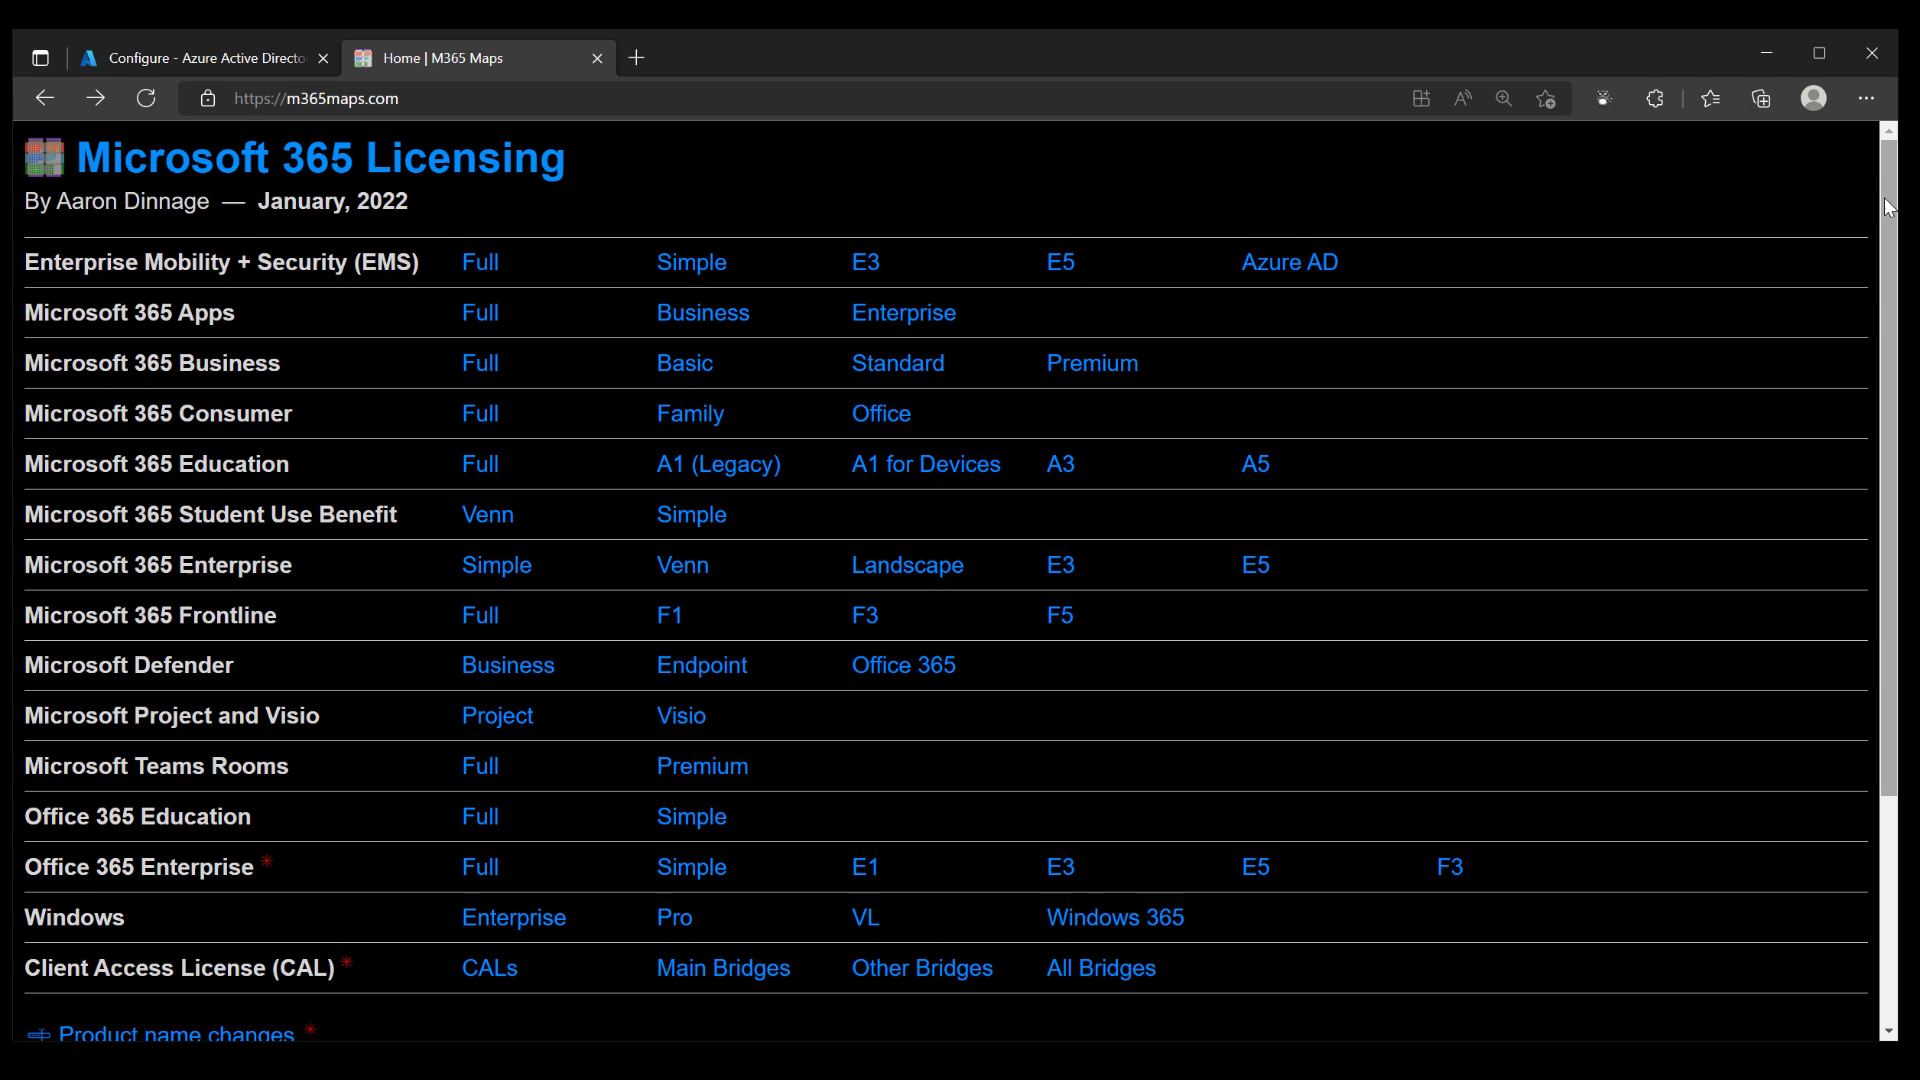 Configure - Azure Active Directo
Home | M365 Maps
https://m365maps.com
Microsoft 365 Licensing
By Aaron Dinnage — January, 2022
Enterprise Mobility + Security (EMS) Full Simple E3 E5 Azure AD
Microsoft 365 Apps Full Business Enterprise
Microsoft 365 Business Full Basic Standard Premium
Microsoft 365 Consumer Full Family Office
Microsoft 365 Education Full A1 (Legacy) A1 for Devices A3 A5
Microsoft 365 Student Use Benefit Venn Simple
Microsoft 365 Enterprise Simple Venn Landscape E3 E5
Microsoft 365 Frontline Full F1 F3 F5
Microsoft Defender Business Endpoint Office 365
Microsoft Project and Visio Project Visio
Microsoft Teams Rooms Full Premium
Office 365 Education Full Simple
Office 365 Enterprise * Full Simple E1 E3 E5 F3
Windows Enterprise Pro VL Windows 365
Client Access License (CAL) * CALs Main Bridges Other Bridges All Bridges
Product name changes *